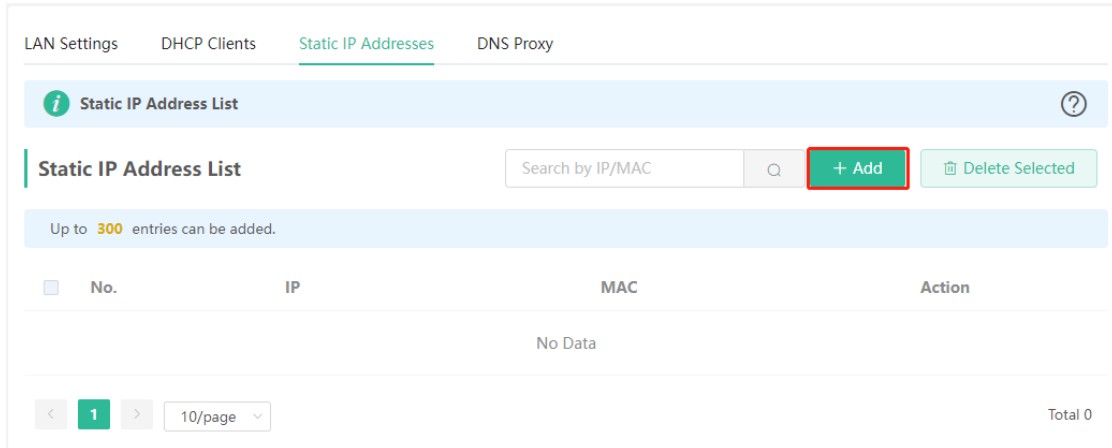 LAN Settings DHCP Clients Static IP Addresses DNS Proxy
i Static IP Address List ?
Static IP Address List Search by IP/MAC + Add Delete Selected
Up to 300 entries can be added.
No. IP MAC Action
No Data
< 1 > 10/page Total 0